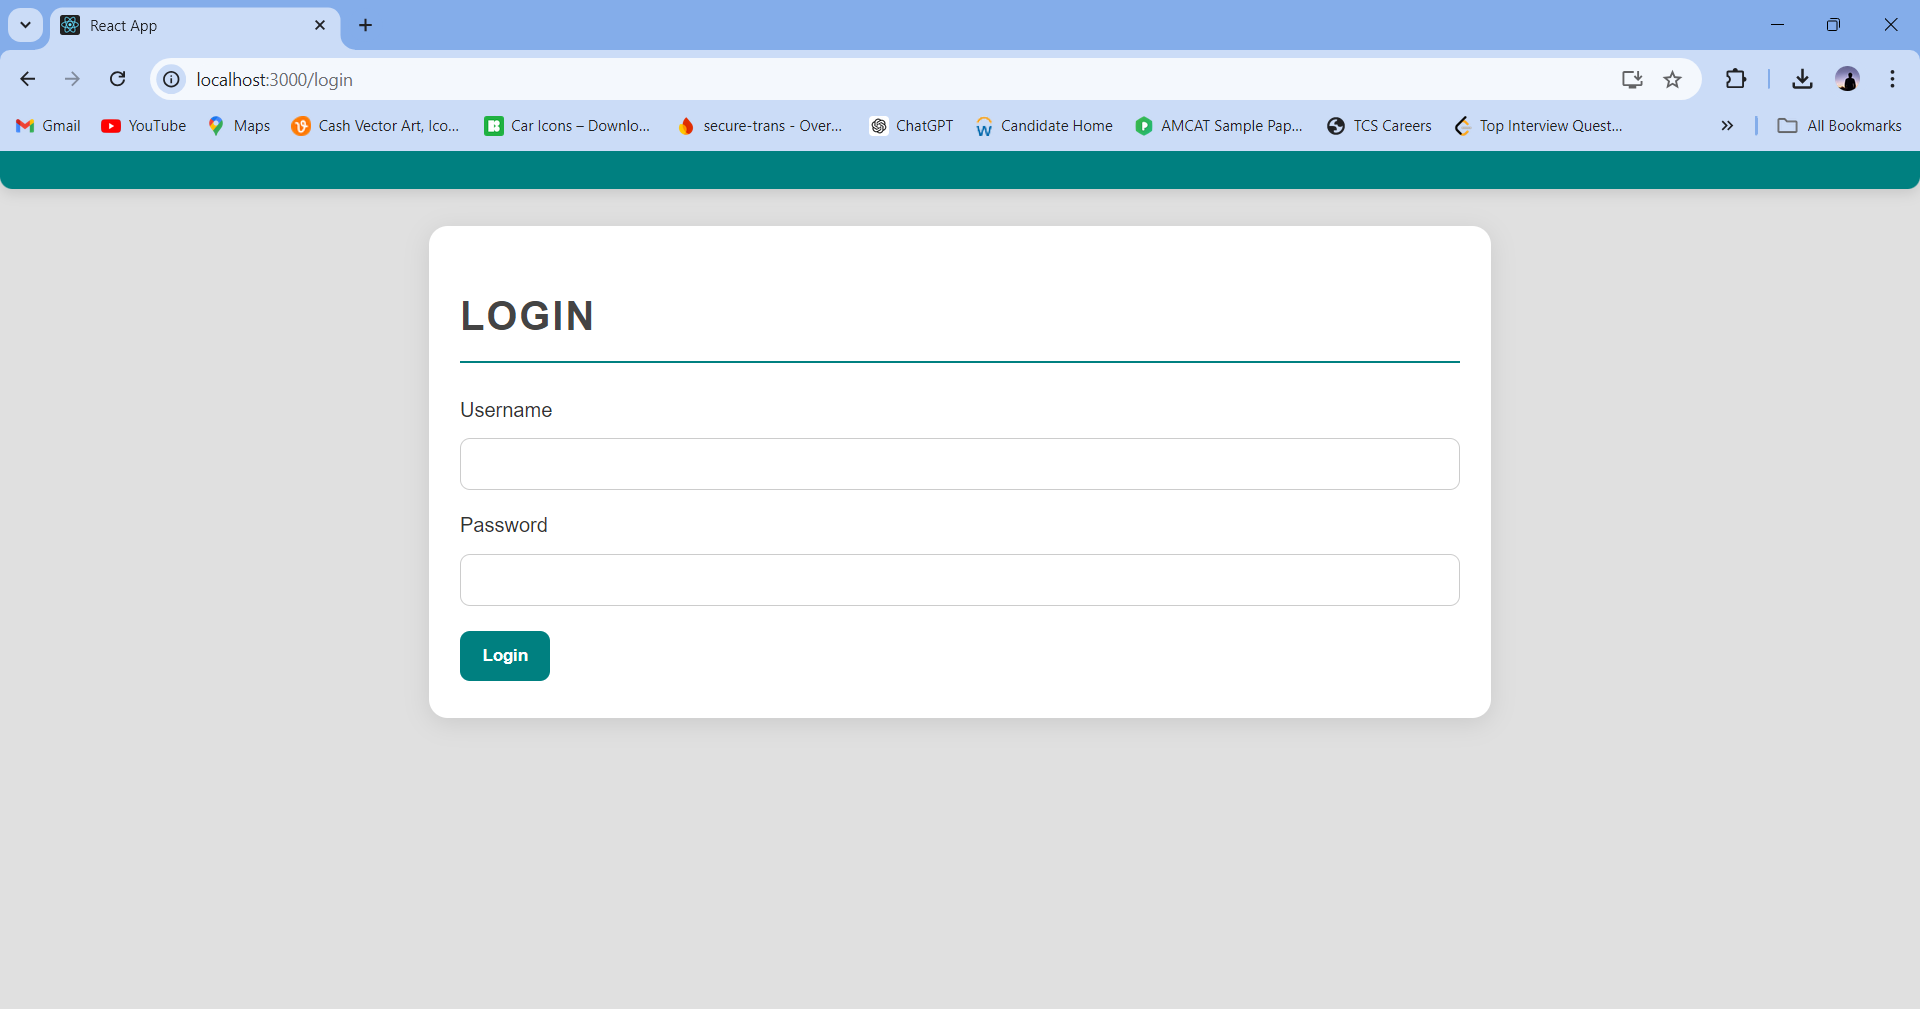 React App
localhost:3000/login
Gmail YouTube Maps Cash Vector Art, Ico... Car Icons – Downlo... secure-trans - Over... ChatGPT Candidate Home AMCAT Sample Pap... TCS Careers Top Interview Quest... All Bookmarks
LOGIN
Username
Password
Login